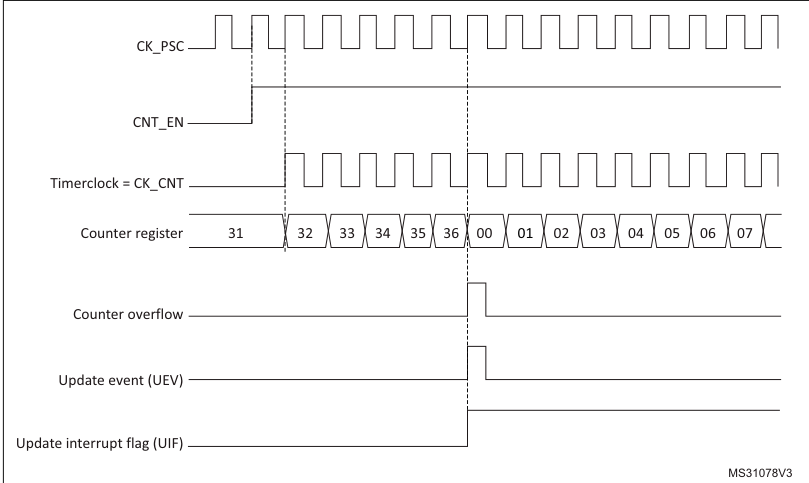 CK_PSC
CNT_EN
Timerclock = CK_CNT
Counter register 31 32 33 34 35 36 00 01 02 03 04 05 06 07
Counter overflow
Update event (UEV)
Update interrupt flag (UIF)
MS31078V3